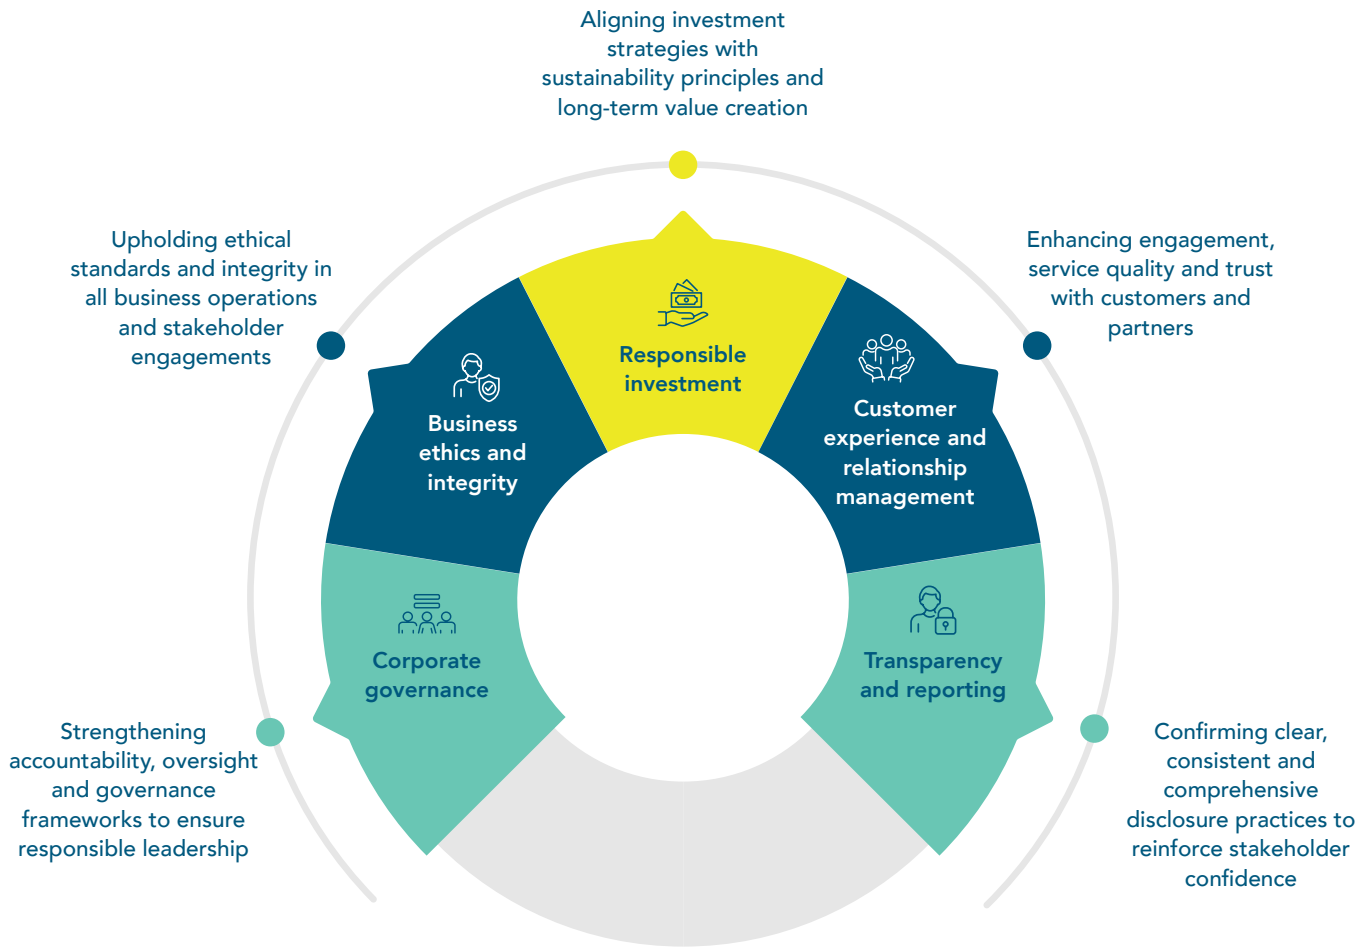 Aligning investment
strategies with
sustainability principles and
long-term value creation
Upholding ethical
standards and integrity in
all business operations
and stakeholder
engagements
Enhancing engagement,
service quality and trust
with customers and
partners
Responsible
investment
Business
ethics and
integrity
Customer
experience and
relationship
management
Corporate
governance
Transparency
and reporting
Strengthening
accountability, oversight
and governance
frameworks to ensure
responsible leadership
Confirming clear,
consistent and
comprehensive
disclosure practices to
reinforce stakeholder
confidence